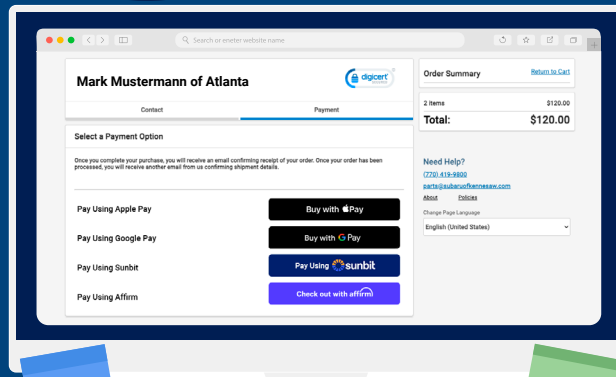 Search or eneter website name
Mark Mustermann of Atlanta
digicert
Contact
Payment
Select a Payment Option
Once you complete your purchase, you will receive an email confirming receipt of your order. Once your order has been
processed, you will receive another email from us confirming shipment details.
Pay Using Apple Pay
Buy with Pay
Pay Using Google Pay
Buy with G Pay
Pay Using Sunbit
Pay Using sunbit
Pay Using Affirm
Check out with affirm
Order Summary
Return to Cart
2 items
$120.00
Total:
$120.00
Need Help?
(770) 419-9800
parts@subaruofkennesaw.com
About
Policies
Change Page Language
English (United States)